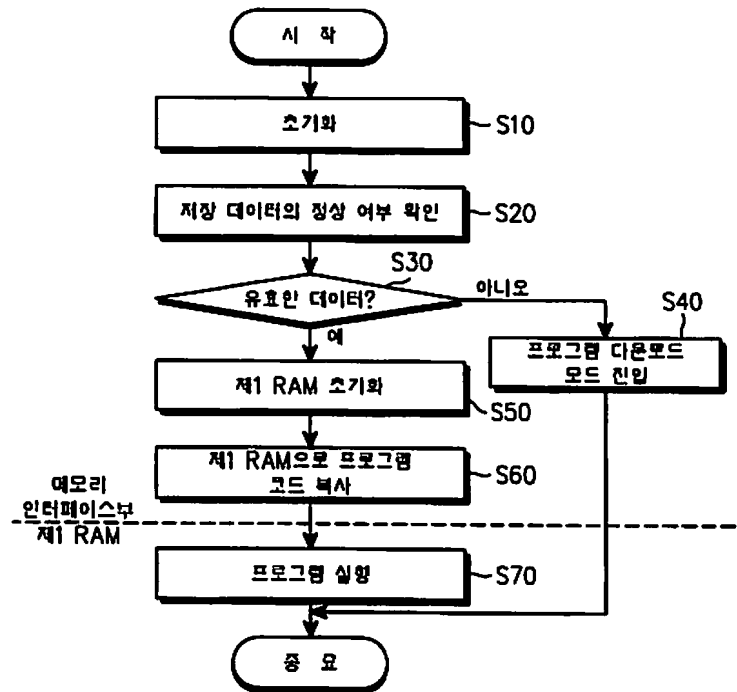 시 작
초기화
S10
저장 데이터의 정상 여부 확인
S20
S30
유효한 데이터?
아니오
예
S40
프로그램 다운모드
모드 진입
제1 RAM 초기화
S50
제1 RAM으로 프로그램
코드 복사
S60
메모리
인터페이스부
제1 RAM
프로그램 실행
S70
종 료